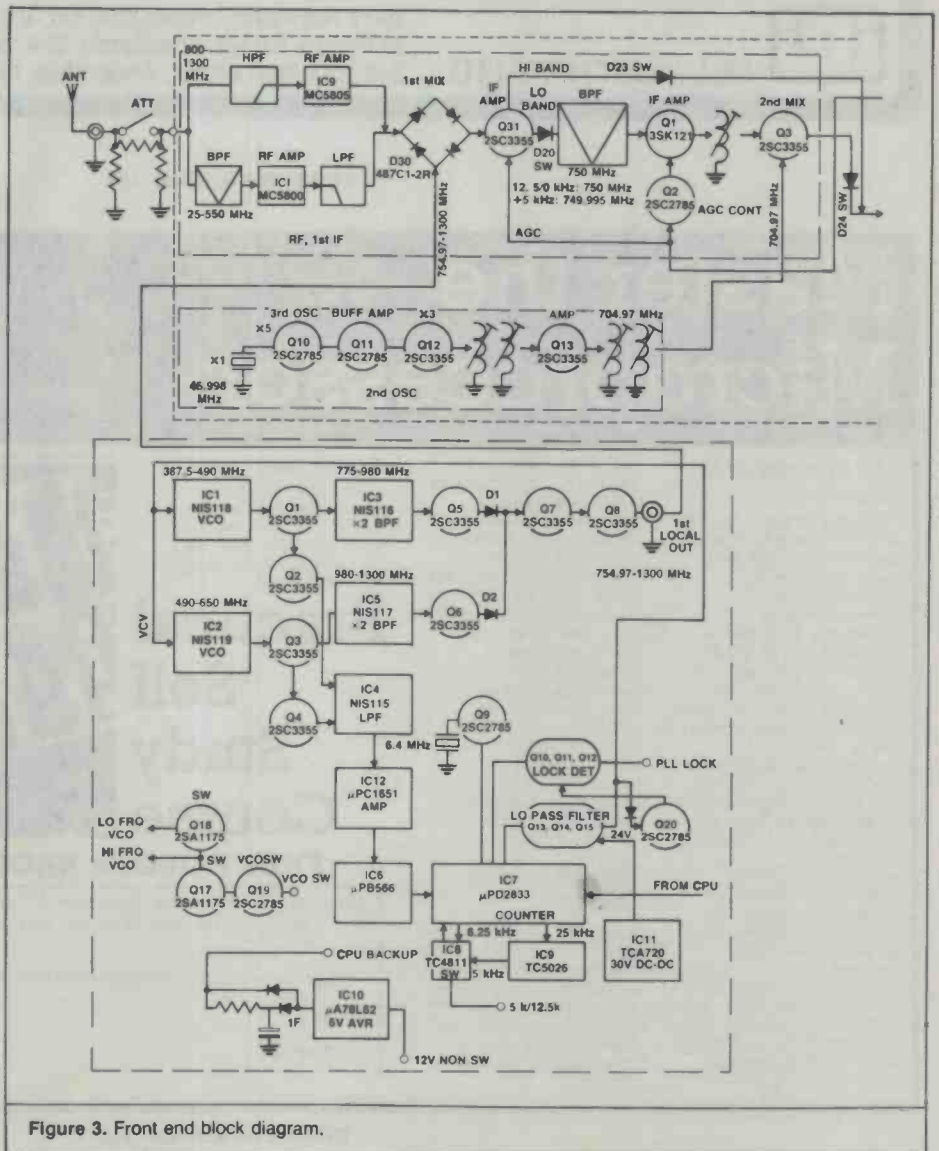 800-
1300
MHz
HPF
RF AMP
IC9
MC5805
1st MIX
IF
AMP
HI BAND
D23 SW
ANT
ATT
LO
BAND
BPF
IF AMP
2nd MIX
Q31
2SC3355
Q1
3SK121
Q3
2SC3355
BPF
RF AMP
LPF
D30
487C1-2R
D20
SW
750 MHz
IC1
MC5800
25-550 MHz
12. 5/0 kHz: 750 MHz
+5 kHz: 749.995 MHz
Q2
2SC2785
AGC CONT
704.97 MHz
D24 SW
RF, 1st IF
754.97-1300 MHz
AGC
3rd OSC
BUFF AMP
X3
AMP
704.97 MHz
X5
Q10
2SC2785
Q11
2SC2785
Q12
2SC3355
Q13
2SC3355
X1
46.998
MHz
2nd OSC
387.5-490 MHz
775-980 MHz
IC1
NIS118
VCO
Q1
2SC3355
IC3
NIS116
×2 BPF
Q5
2SC3355
D1
Q7
2SC3355
Q8
2SC3355
1st
LOCAL
OUT
Q2
2SC3355
980-1300 MHz
754.97-1300 MHz
VCV
490-650 MHz
IC2
NIS119
VCO
Q3
2SC3355
IC5
NIS117
×2 BPF
Q6
2SC3355
D2
Q4
2SC3355
IC4
NIS115
LPF
Q9
2SC2785
6.4 MHz
Q10, Q11, Q12
LOCK DET
PLL LOCK
IC12
μPC1651
AMP
LO PASS FILTER
Q13, Q14, Q15
24V
Q20
2SC2785
SW
LO FRQ
VCO
Q18
2SA1175
HI FRQ
VCO
SW
VCOSW
Q17
2SA1175
Q19
2SC2785
VCO SW
IC6
μPB566
IC7
μPD2833
COUNTER
FROM CPU
6.25 kHz
25 kHz
IC8
TC4811
SW
5 kHz
IC9
TC5026
IC11
TCA720
30V DC-DC
CPU BACKUP
5 k/12.5k
IC10
μA78L62
6V AVR
1F
12V NON SW
Figure 3. Front end block diagram.